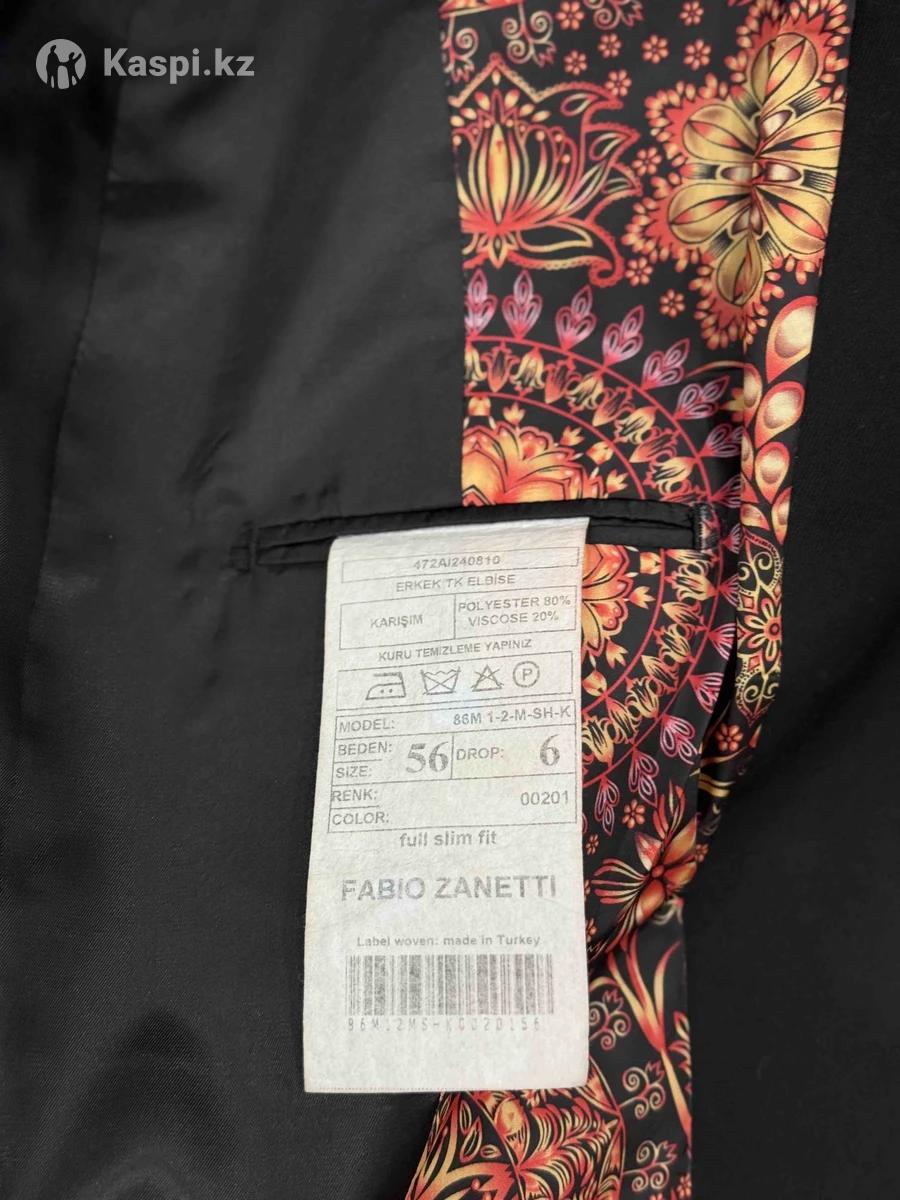 Kaspi.kz
472AI240810
ERKEK TK ELBİSE
KARIŞIM
POLYESTER 80%
VISCOSE 20%
KURU TEMİZLEME YAPINIZ
P
MODEL: 86M 1-2-M-SH-K
BEDEN:
SIZE:
56
DROP: 6
RENK:
COLOR:
00201
full slim fit
FABIO ZANETTI
Label woven: made in Turkey
86M12MSHK0020156